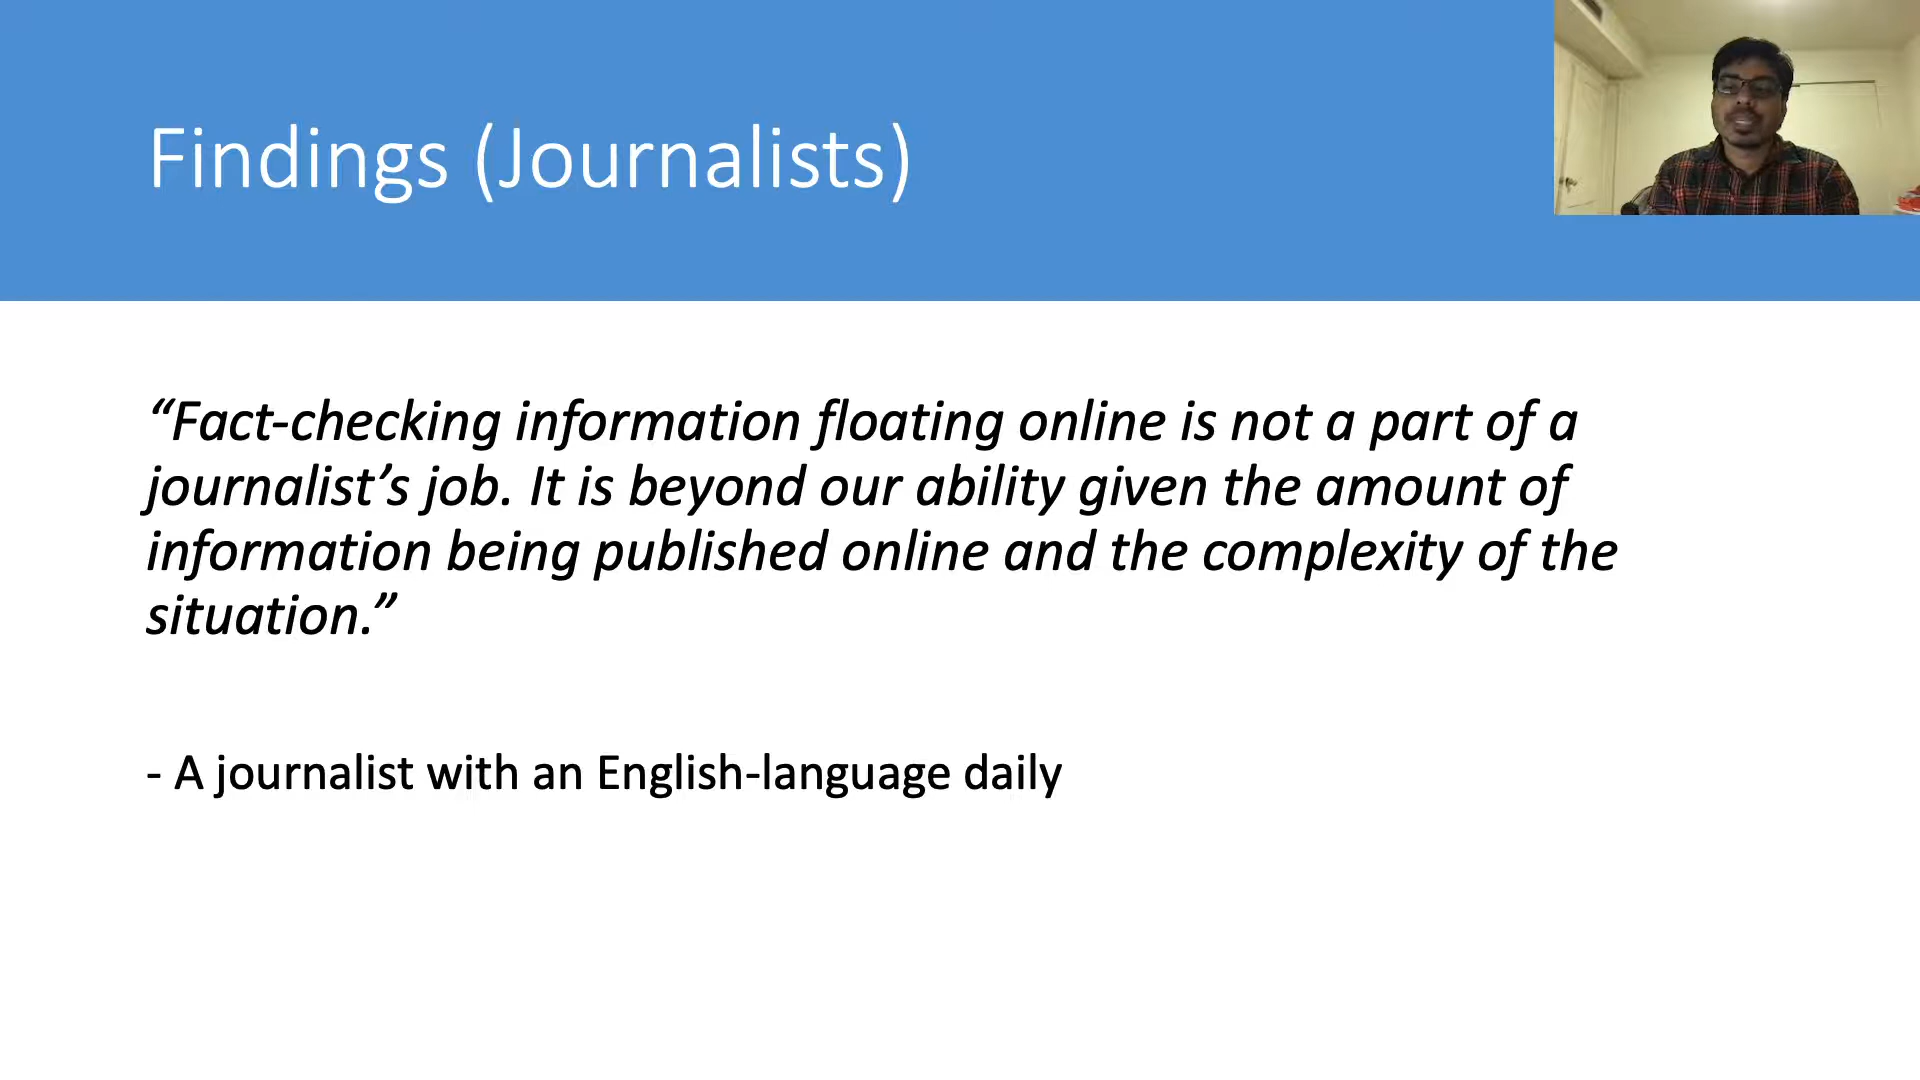 Findings (Journalists)
“Fact-checking information floating online is not a part of a
journalist’s job. It is beyond our ability given the amount of
information being published online and the complexity of the
situation.”
- A journalist with an English-language daily